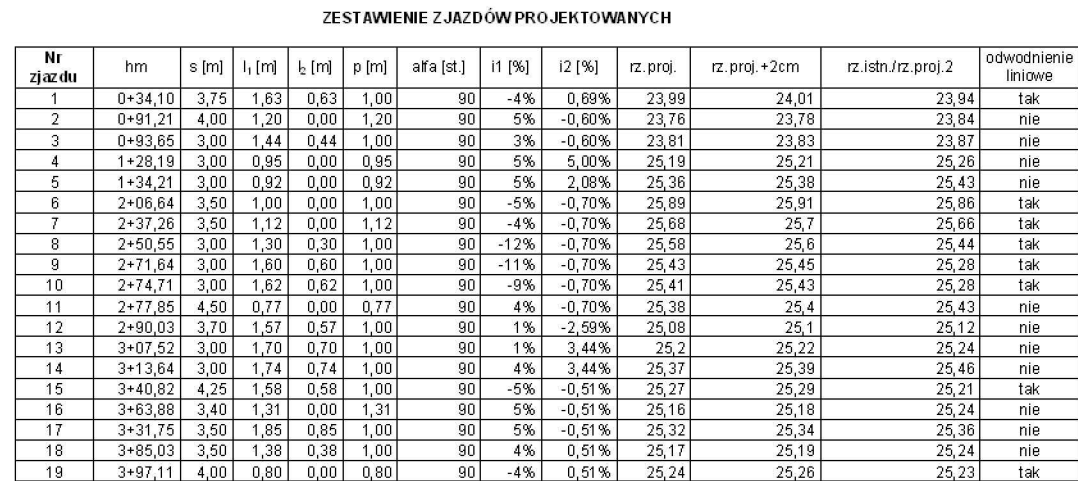 ZESTAWIENIE ZJAZDÓW PROJEKTOWANYCH
Nr zjazdu hm s [m] l₁ [m] l₂ [m] p [m] alfa [st.] i1 [%] i2 [%] rz.proj. rz.proj.+2cm rz.istn./rz.proj.2 odwodnienie liniowe
1 0+34,10 3,75 1,63 0,63 1,00 90 -4% 0,69% 23,99 24,01 23,94 tak
2 0+91,21 4,00 1,20 0,00 1,20 90 5% -0,60% 23,76 23,78 23,84 nie
3 0+93,65 3,00 1,44 0,44 1,00 90 3% -0,60% 23,81 23,83 23,87 nie
4 1+28,19 3,00 0,95 0,00 0,95 90 5% 5,00% 25,19 25,21 25,26 nie
5 1+34,21 3,00 0,92 0,00 0,92 90 5% 2,08% 25,36 25,38 25,43 nie
6 2+06,64 3,50 1,00 0,00 1,00 90 -5% -0,70% 25,89 25,91 25,86 tak
7 2+37,26 3,50 1,12 0,00 1,12 90 -4% -0,70% 25,68 25,7 25,66 tak
8 2+50,55 3,00 1,30 0,30 1,00 90 -12% -0,70% 25,58 25,6 25,44 tak
9 2+71,64 3,00 1,60 0,60 1,00 90 -11% -0,70% 25,43 25,45 25,28 tak
10 2+74,71 3,00 1,62 0,62 1,00 90 -9% -0,70% 25,41 25,43 25,28 tak
11 2+77,85 4,50 0,77 0,00 0,77 90 4% -0,70% 25,38 25,4 25,43 nie
12 2+90,03 3,70 1,57 0,57 1,00 90 1% -2,59% 25,08 25,1 25,12 nie
13 3+07,52 3,00 1,70 0,70 1,00 90 1% 3,44% 25,2 25,22 25,24 nie
14 3+13,64 3,00 1,74 0,74 1,00 90 4% 3,44% 25,37 25,39 25,46 nie
15 3+40,82 4,25 1,58 0,58 1,00 90 -5% -0,51% 25,27 25,29 25,21 tak
16 3+63,88 3,40 1,31 0,00 1,31 90 5% -0,51% 25,16 25,18 25,24 nie
17 3+31,75 3,50 1,85 0,85 1,00 90 5% -0,51% 25,32 25,34 25,36 nie
18 3+85,03 3,50 1,38 0,38 1,00 90 4% 0,51% 25,17 25,19 25,24 nie
19 3+97,11 4,00 0,80 0,00 0,80 90 -4% 0,51% 25,24 25,26 25,23 tak